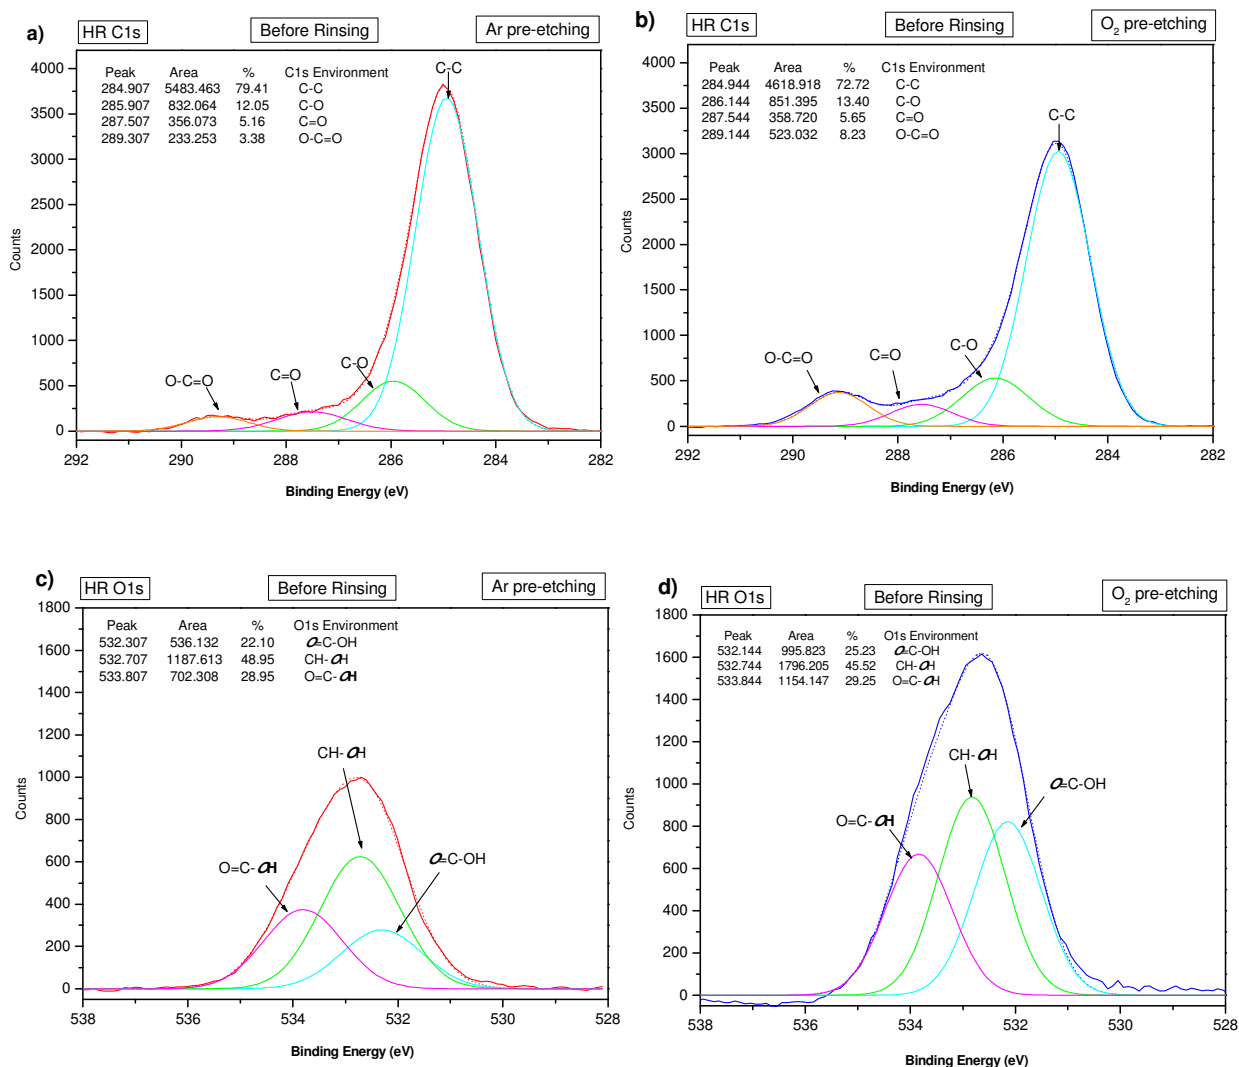 a)
HR C1s
Before Rinsing
Ar pre-etching
Peak Area % C1s Environment
284.907 5483.463 79.41 C-C
285.907 832.064 12.05 C-O
287.507 356.073 5.16 C=O
289.307 233.253 3.38 O-C=O
C-C
C-O
C=O
O-C=O
4000
3500
3000
2500
2000
1500
1000
500
0
Counts
292 290 288 286 284 282
Binding Energy (eV)
b)
HR C1s
Before Rinsing
O2 pre-etching
Peak Area % C1s Environment
284.944 4618.918 72.72 C-C
286.144 851.395 13.40 C-O
287.544 358.720 5.65 C=O
289.144 523.032 8.23 O-C=O
C-C
C-O
C=O
O-C=O
4000
3500
3000
2500
2000
1500
1000
500
0
Counts
292 290 288 286 284 282
Binding Energy (eV)
c)
HR O1s
Before Rinsing
Ar pre-etching
Peak Area % O1s Environment
532.307 536.132 22.10 O=C-OH
532.707 1187.613 48.95 CH-OH
533.807 702.308 28.95 O=C-OH
CH-OH
O=C-OH
O=C-OH
1800
1600
1400
1200
1000
800
600
400
200
0
Counts
538 536 534 532 530 528
Binding Energy (eV)
d)
HR O1s
Before Rinsing
O2 pre-etching
Peak Area % O1s Environment
532.144 995.823 25.23 O=C-OH
532.744 1796.205 45.52 CH-OH
533.844 1154.147 29.25 O=C-OH
CH-OH
O=C-OH
O=C-OH
1800
1600
1400
1200
1000
800
600
400
200
0
Counts
538 536 534 532 530 528
Binding Energy (eV)